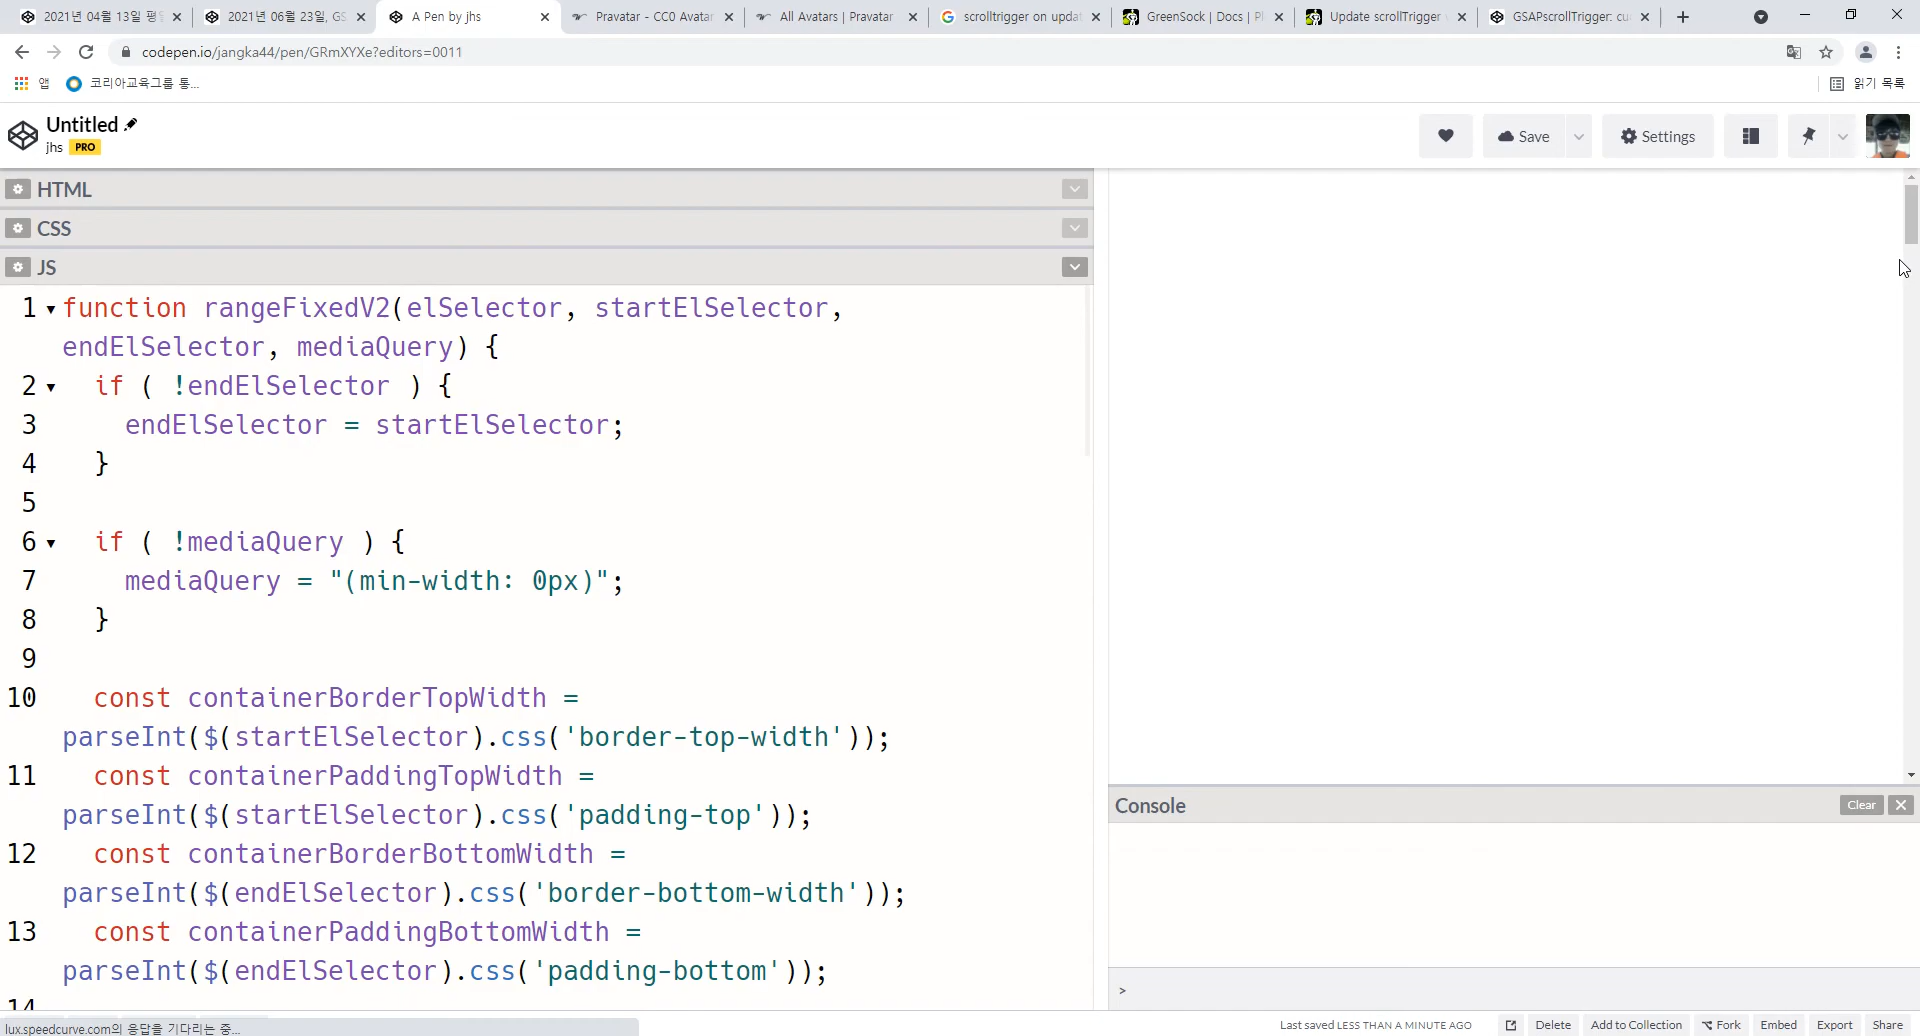 2021년 04월 13일 평일
2021년 06월 23일, GS
A Pen by jhs
Pravatar - CC0 Avatar
All Avatars | Pravatar
scrolltrigger on updat
GreenSock | Docs | Pl
Update scrollTrigger
GSAPscrollTrigger: cu
codepen.io/jangka44/pen/GRmXYXe?editors=0011
앱
코리아교육그룹 통...
읽기 목록
Untitled
jhs PRO
Save
Settings
HTML
CSS
JS
1 function rangeFixedV2(elSelector, startElSelector,
endElSelector, mediaQuery) {
2 if ( !endElSelector ) {
3 endElSelector = startElSelector;
4 }
5
6 if ( !mediaQuery ) {
7 mediaQuery = "(min-width: 0px)";
8 }
9
10 const containerBorderTopWidth =
parseInt($(startElSelector).css('border-top-width'));
11 const containerPaddingTopWidth =
parseInt($(startElSelector).css('padding-top'));
12 const containerBorderBottomWidth =
parseInt($(endElSelector).css('border-bottom-width'));
13 const containerPaddingBottomWidth =
parseInt($(endElSelector).css('padding-bottom'));
14
Console
Clear
>
lux.speedcurve.com의 응답을 기다리는 중...
Last saved LESS THAN A MINUTE AGO
Delete
Add to Collection
Fork
Embed
Export
Share